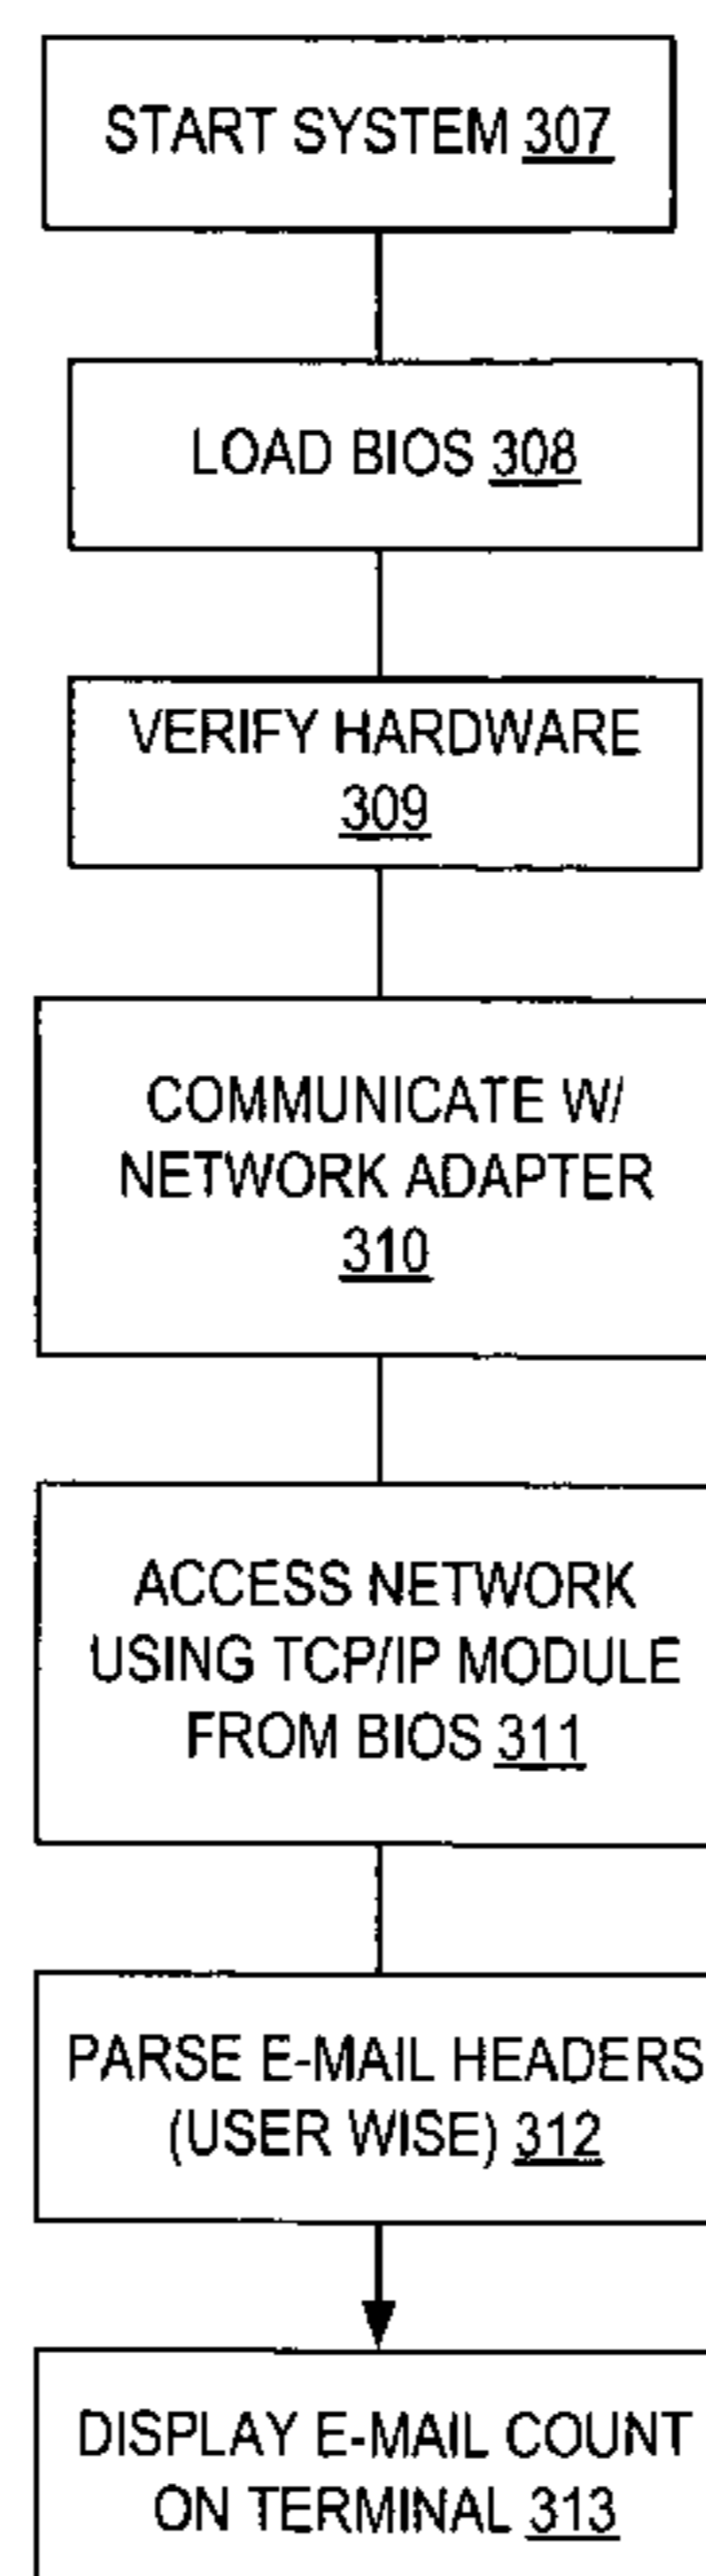 START SYSTEM 307
LOAD BIOS 308
VERIFY HARDWARE
309
COMMUNICATE W/
NETWORK ADAPTER
310
ACCESS NETWORK
USING TCP/IP MODULE
FROM BIOS 311
PARSE E-MAIL HEADERS
(USER WISE) 312
DISPLAY E-MAIL COUNT
ON TERMINAL 313